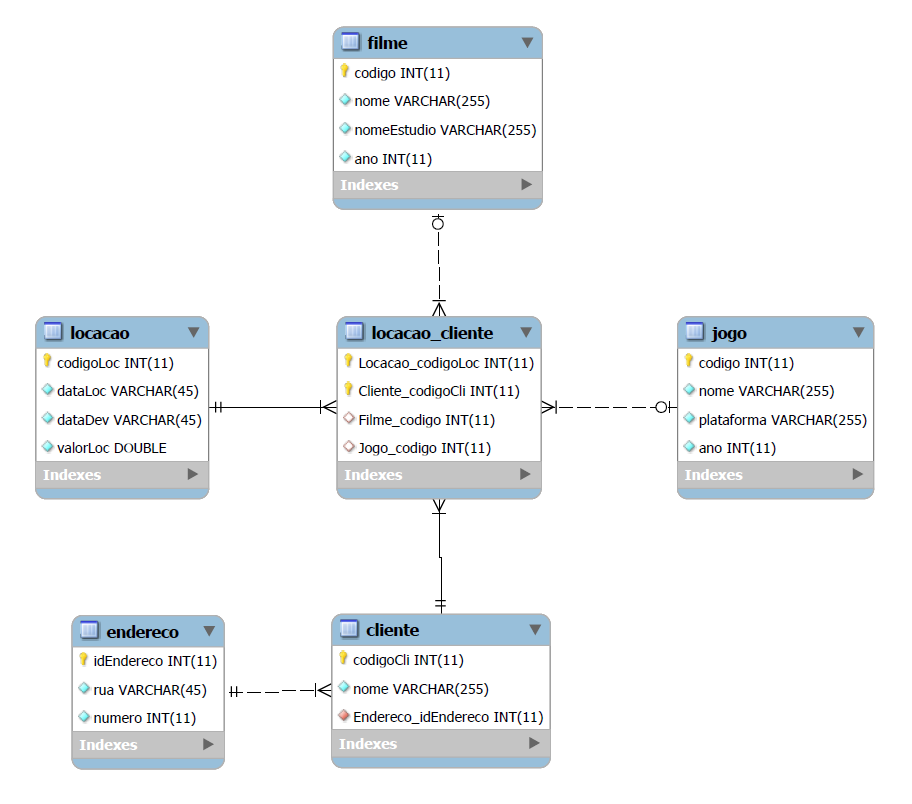 filme
codigo INT(11)
nome VARCHAR(255)
nomeEstudio VARCHAR(255)
ano INT(11)
Indexes
locacao
codigoLoc INT(11)
dataLoc VARCHAR(45)
dataDev VARCHAR(45)
valorLoc DOUBLE
Indexes
locacao_cliente
Locacao_codigoLoc INT(11)
Cliente_codigoCli INT(11)
Filme_codigo INT(11)
Jogo_codigo INT(11)
Indexes
jogo
codigo INT(11)
nome VARCHAR(255)
plataforma VARCHAR(255)
ano INT(11)
Indexes
endereco
idEndereco INT(11)
rua VARCHAR(45)
numero INT(11)
Indexes
cliente
codigoCli INT(11)
nome VARCHAR(255)
Endereco_idEndereco INT(11)
Indexes